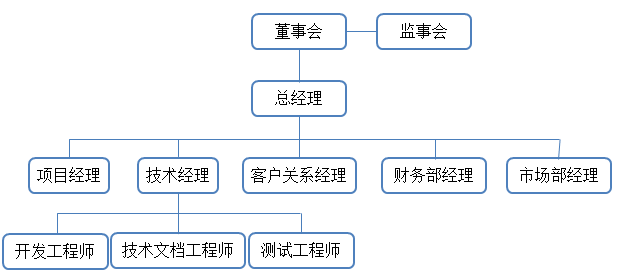 董事会
监事会
总经理
项目经理
技术经理
客户关系经理
财务部经理
市场部经理
开发工程师
技术文档工程师
测试工程师